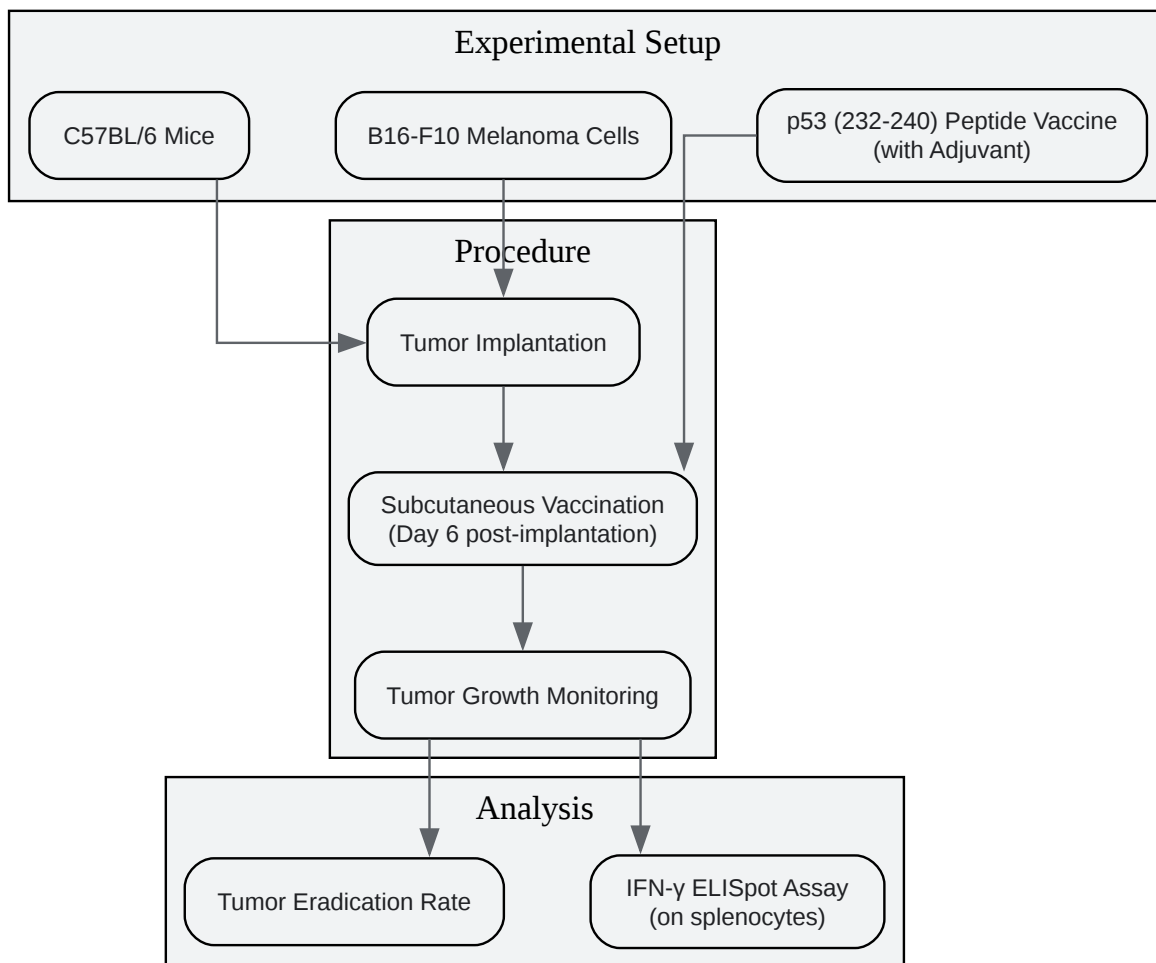 Experimental Setup
C57BL/6 Mice
B16-F10 Melanoma Cells
p53 (232-240) Peptide Vaccine
(with Adjuvant)
Procedure
Tumor Implantation
Subcutaneous Vaccination
(Day 6 post-implantation)
Tumor Growth Monitoring
Analysis
Tumor Eradication Rate
IFN-γ ELISpot Assay
(on splenocytes)